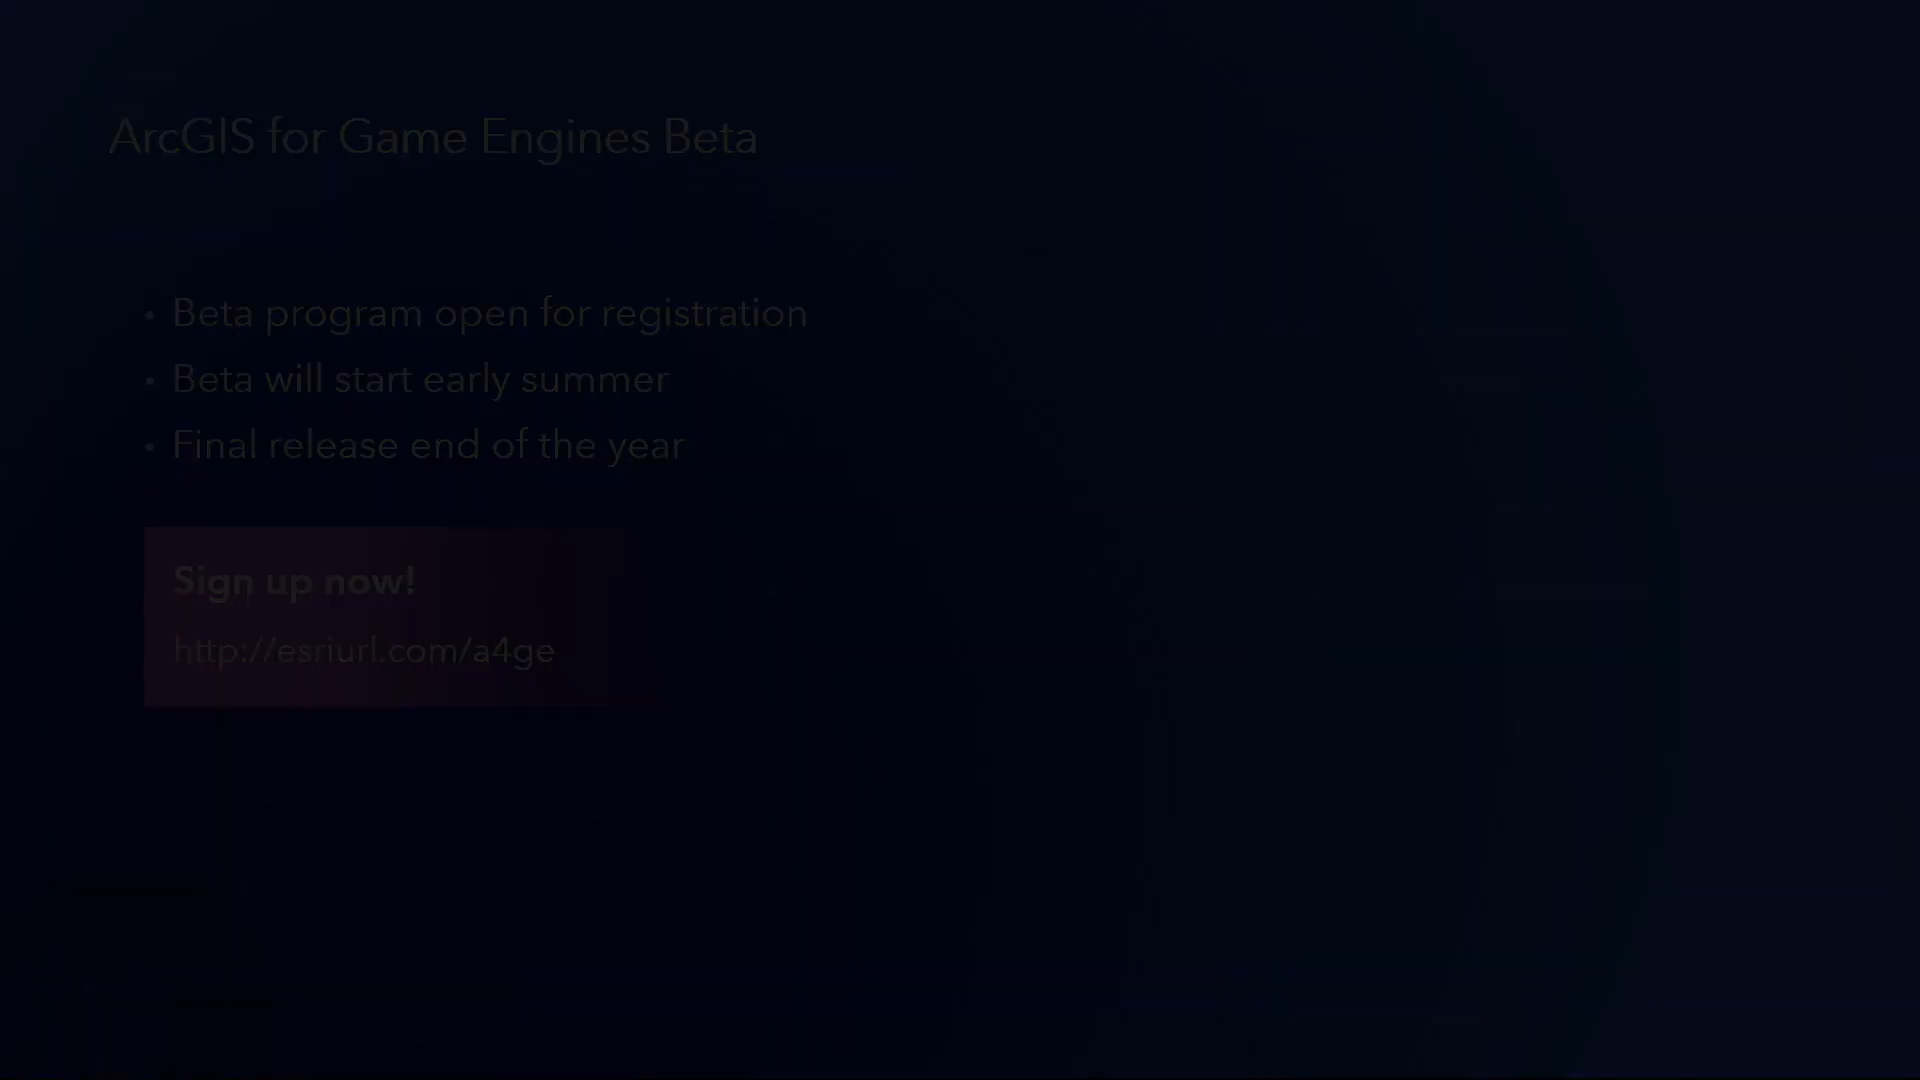 ArcGIS for Game Engines Beta
• Beta program open for registration
• Beta will start early summer
• Final release end of the year
Sign up now!
http://esriurl.com/a4ge